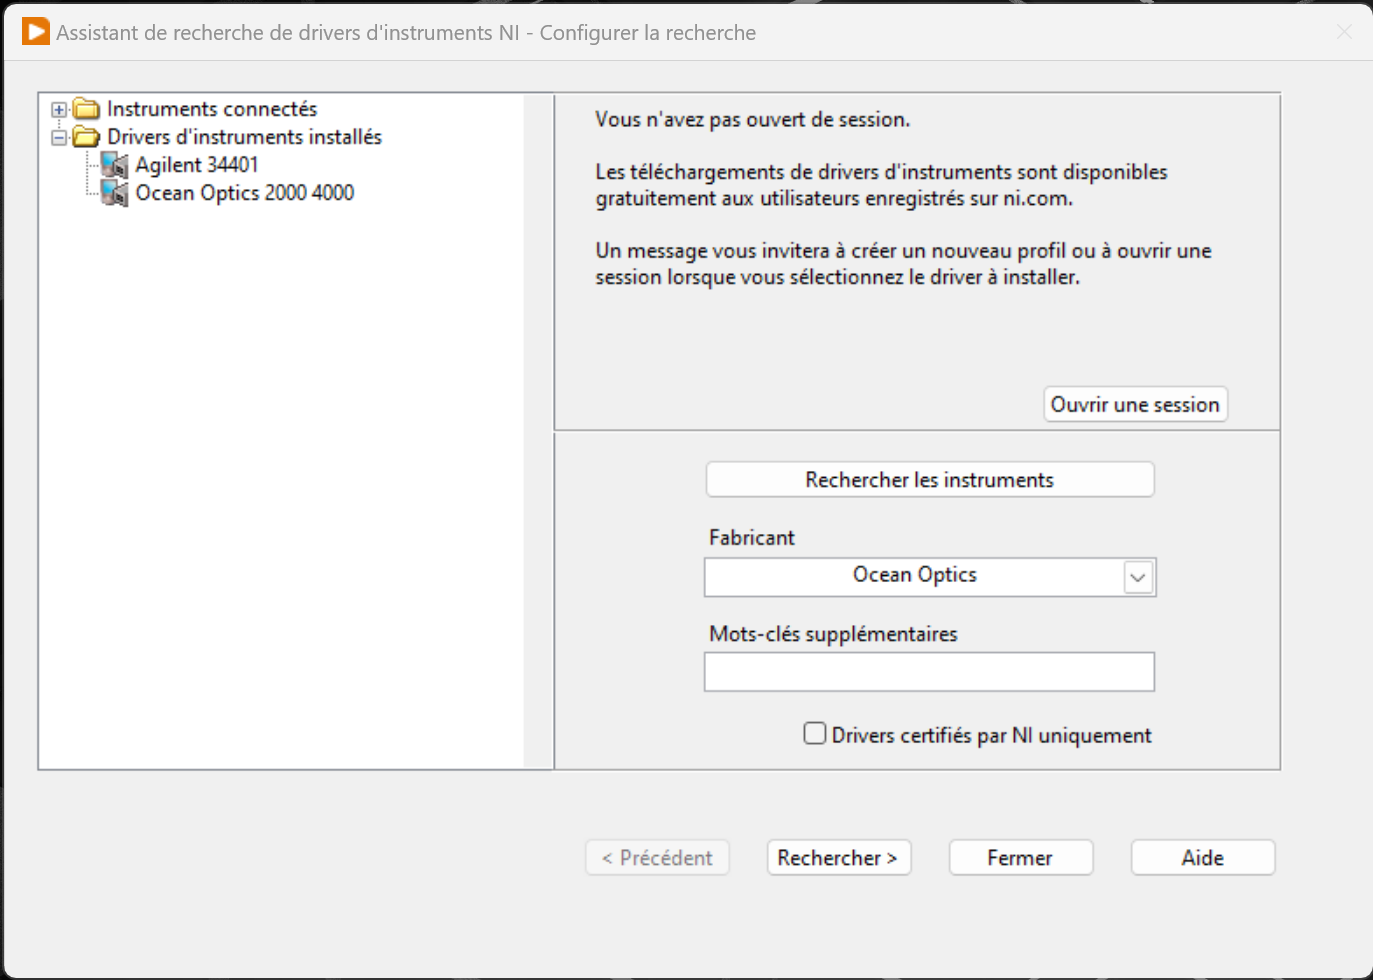 Assistant de recherche de drivers d'instruments NI - Configurer la recherche
Instruments connectés
Drivers d'instruments installés
Agilent 34401
Ocean Optics 2000 4000
Vous n'avez pas ouvert de session.
Les téléchargements de drivers d'instruments sont disponibles
gratuitement aux utilisateurs enregistrés sur ni.com.
Un message vous invitera à créer un nouveau profil ou à ouvrir une
session lorsque vous sélectionnez le driver à installer.
Ouvrir une session
Rechercher les instruments
Fabricant
Ocean Optics
Mots-clés supplémentaires
Drivers certifiés par NI uniquement
< Précédent
Rechercher >
Fermer
Aide